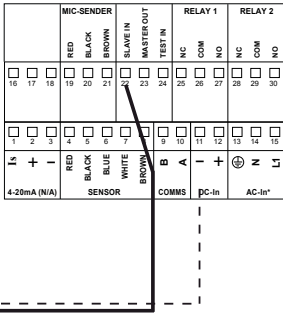 MIC-SENDER RELAY 1 RELAY 2
RED BLACK BROWN SLAVE IN MASTER OUT TEST IN NC COM NO NC COM NO
16 17 18 19 20 21 22 23 24 25 26 27 28 29 30
1 2 3 4 5 6 7 9 10 11 12 13 14 15
Is + − RED BLACK BLUE WHITE BROWN B A − + N L1
4-20mA (N/A) SENSOR COMMS DC-In AC-In*